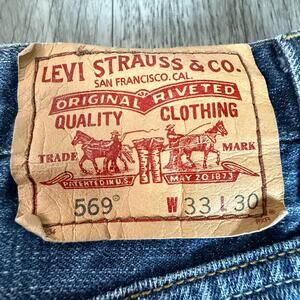 LEVI STRAUSS & CO.
SAN FRANCISCO, CAL.
ORIGINAL RIVETED
QUALITY CLOTHING
TRADE MARK
PATENTED IN U.S. MAY 20 1873
569® W 33 L 30